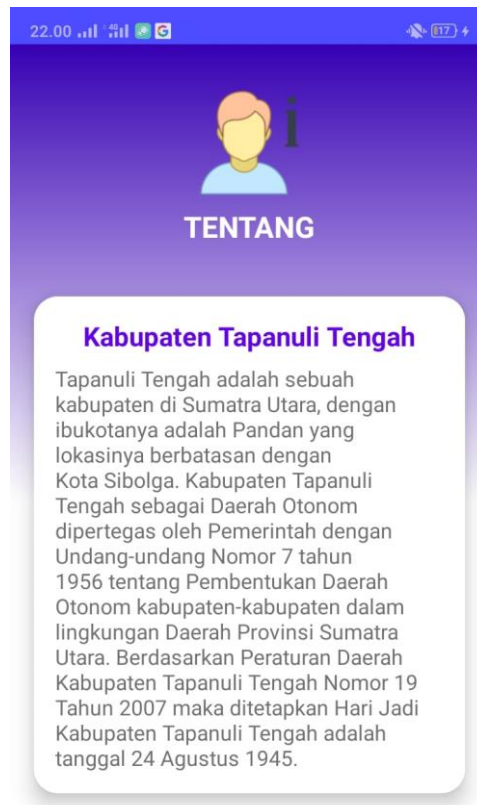 22.00
4G
G
17
i
TENTANG
Kabupaten Tapanuli Tengah
Tapanuli Tengah adalah sebuah
kabupaten di Sumatra Utara, dengan
ibukotanya adalah Pandan yang
lokasinya berbatasan dengan
Kota Sibolga. Kabupaten Tapanuli
Tengah sebagai Daerah Otonom
dipertegas oleh Pemerintah dengan
Undang-undang Nomor 7 tahun
1956 tentang Pembentukan Daerah
Otonom kabupaten-kabupaten dalam
lingkungan Daerah Provinsi Sumatra
Utara. Berdasarkan Peraturan Daerah
Kabupaten Tapanuli Tengah Nomor 19
Tahun 2007 maka ditetapkan Hari Jadi
Kabupaten Tapanuli Tengah adalah
tanggal 24 Agustus 1945.